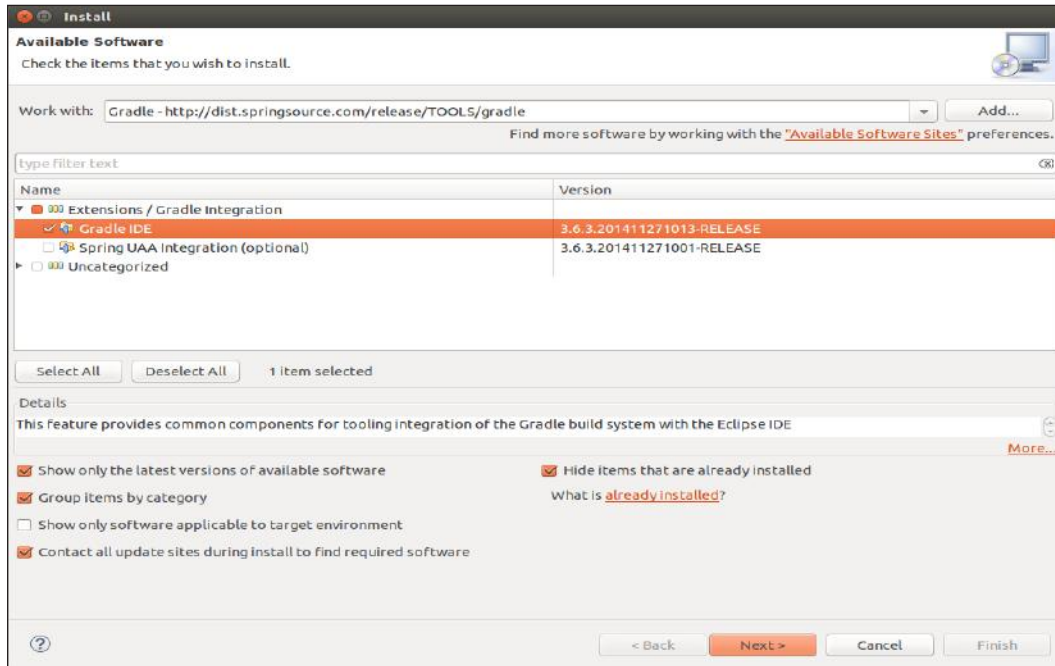 Install
Available Software
Check the items that you wish to install.
Work with: Gradle - http://dist.springsource.com/release/TOOLS/gradle Add...
Find more software by working with the "Available Software Sites" preferences.
type filter text
Name Version
Extensions / Gradle Integration
Gradle IDE 3.6.3.201411271013-RELEASE
Spring UAA Integration (optional) 3.6.3.201411271001-RELEASE
Uncategorized
Select All Deselect All 1 item selected
Details
This feature provides common components for tooling integration of the Gradle build system with the Eclipse IDE
More...
Show only the latest versions of available software Hide items that are already installed
Group items by category What is already installed?
Show only software applicable to target environment
Contact all update sites during install to find required software
? < Back Next > Cancel Finish